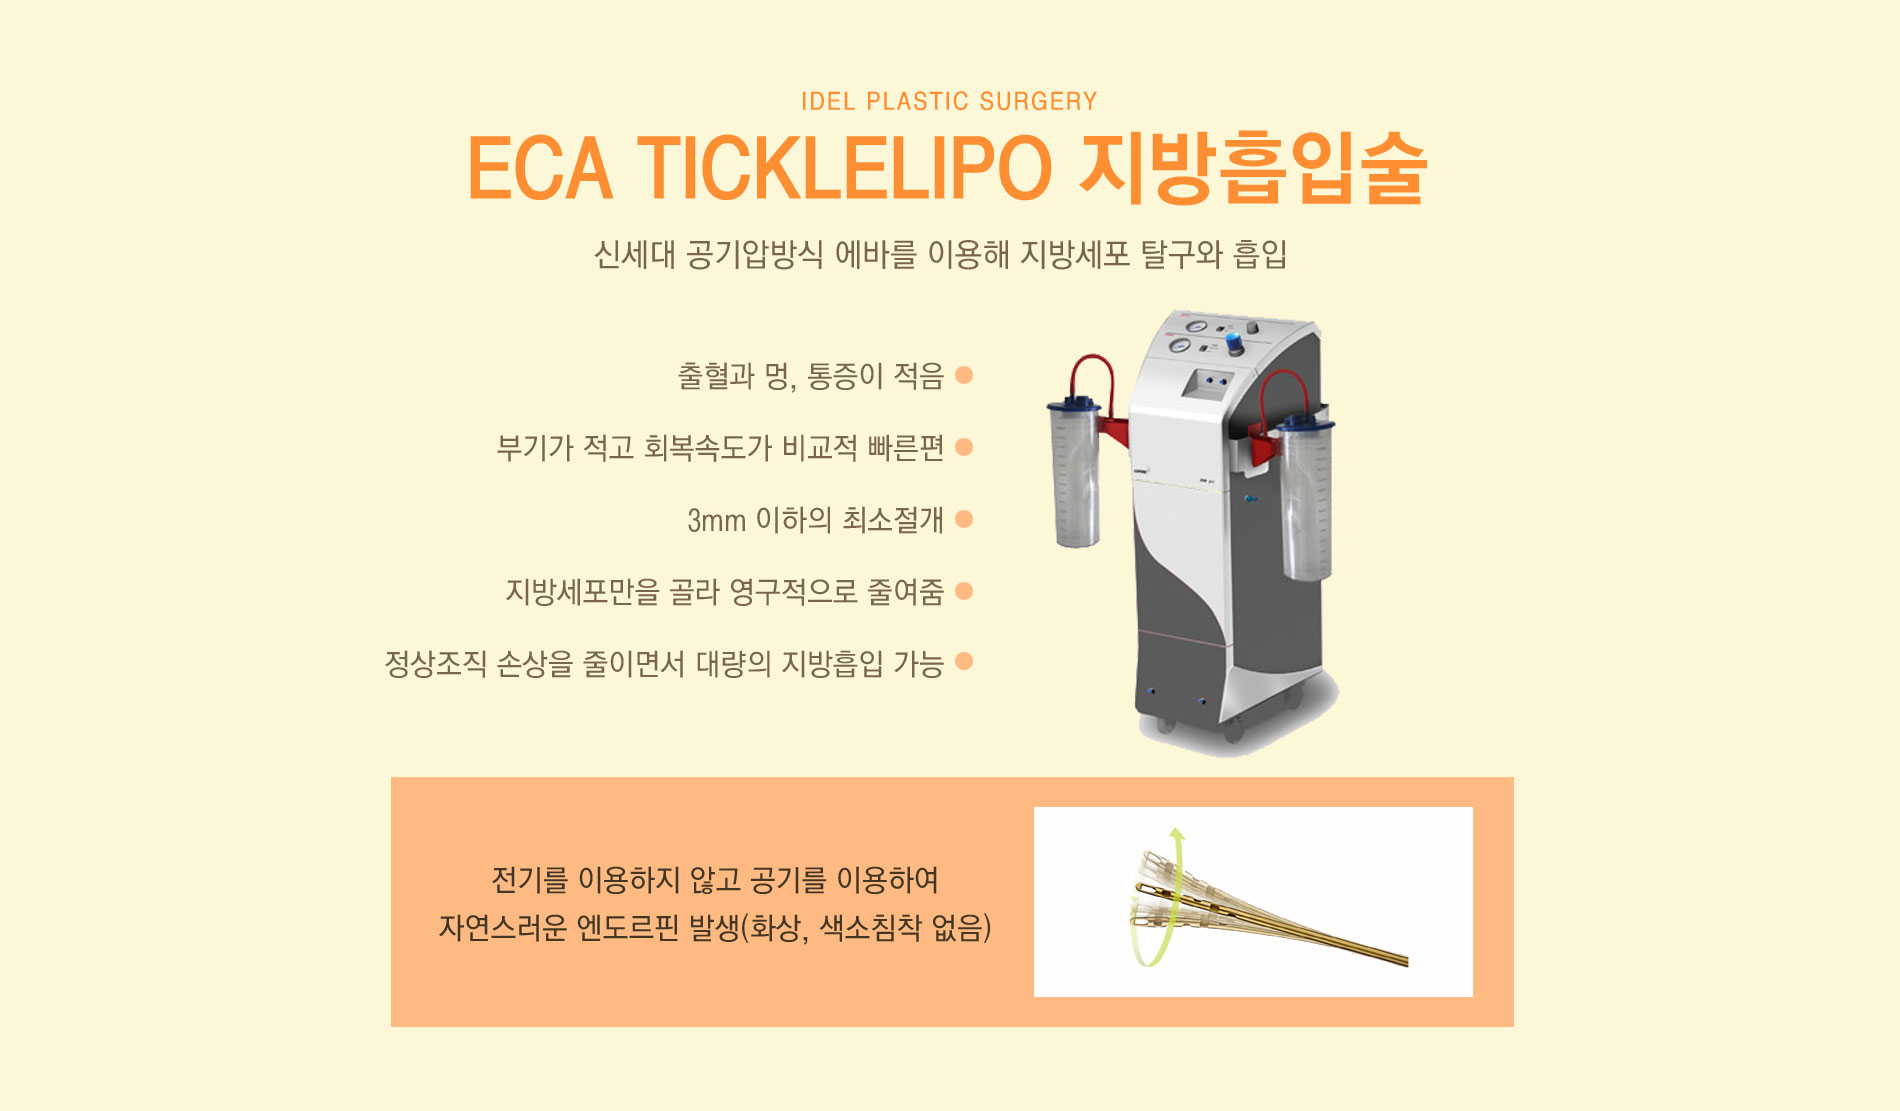 IDEL PLASTIC SURGERY
ECA TICKLELIPO 지방흡입술
신세대 공기압방식 에바를 이용해 지방세포 탈구와 흡입
출혈과 멍, 통증이 적음
부기가 적고 회복속도가 비교적 빠른편
3mm 이하의 최소절개
지방세포만을 골라 영구적으로 줄여줌
정상조직 손상을 줄이면서 대량의 지방흡입 가능
전기를 이용하지 않고 공기를 이용하여
자연스러운 엔도르핀 발생(화상, 색소침착 없음)